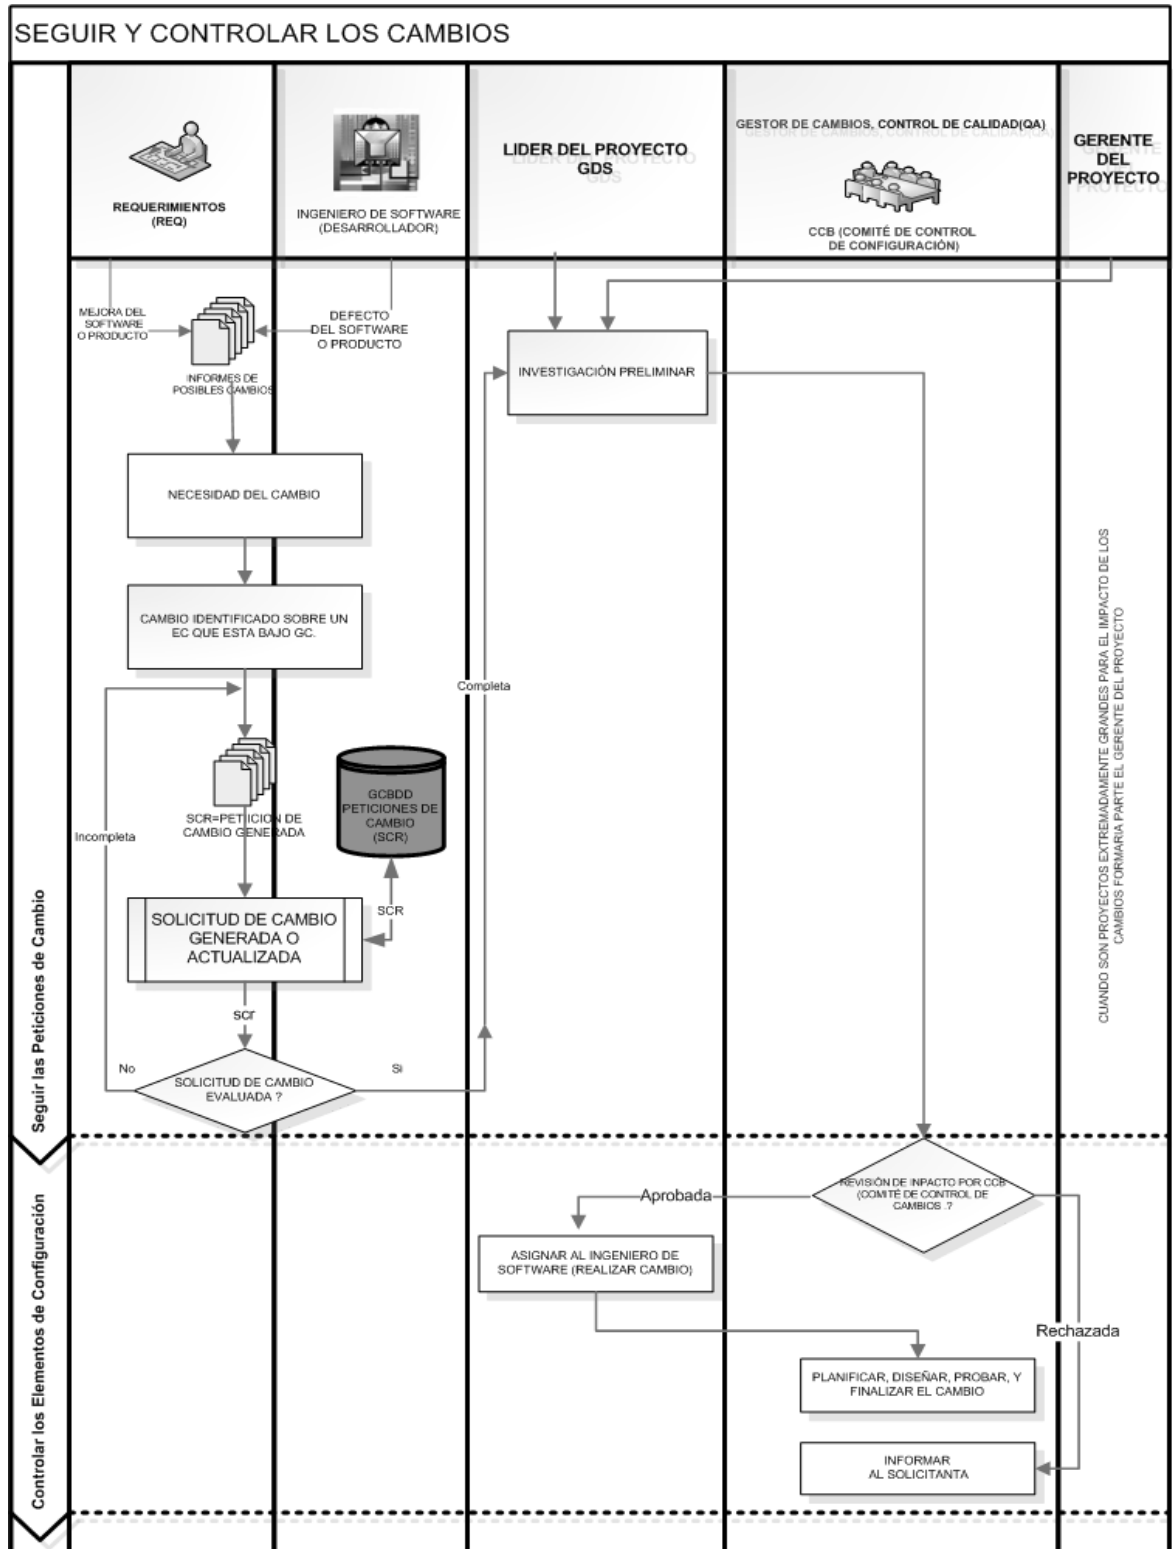 SEGUIR Y CONTROLAR LOS CAMBIOS
REQUERIMIENTOS
(REQ)
INGENIERO DE SOFTWARE
(DESARROLLADOR)
LIDER DEL PROYECTO
GDS
GESTOR DE CAMBIOS, CONTROL DE CALIDAD(QA)
CCB (COMITÉ DE CONTROL
DE CONFIGURACIÓN)
GERENTE
DEL
PROYECTO
MEJORA DEL
SOFTWARE
O PRODUCTO
DEFECTO
DEL SOFTWARE
O PRODUCTO
INFORMES DE
POSIBLES CAMBIOS
INVESTIGACIÓN PRELIMINAR
NECESIDAD DEL CAMBIO
CAMBIO IDENTIFICADO SOBRE UN
EC QUE ESTA BAJO GC.
Completa
CUANDO SON PROYECTOS EXTREMADAMENTE GRANDES PARA EL IMPACTO DE LOS
CAMBIOS FORMARIA PARTE EL GERENTE DEL PROYECTO
GCBDD
PETICIONES DE
CAMBIO
(SCR)
SCR=PETICION DE
CAMBIO GENERADA
Incompleta
SCR
SOLICITUD DE CAMBIO
GENERADA O
ACTUALIZADA
scr
No
Si
SOLICITUD DE CAMBIO
EVALUADA ?
Seguir las Peticiones de Cambio
REVISIÓN DE INPACTO POR CCB
(COMITÉ DE CONTROL DE
CAMBIOS .?
Aprobada
ASIGNAR AL INGENIERO DE
SOFTWARE (REALIZAR CAMBIO)
Rechazada
PLANIFICAR, DISEÑAR, PROBAR, Y
FINALIZAR EL CAMBIO
INFORMAR
AL SOLICITANTA
Controlar los Elementos de Configuración